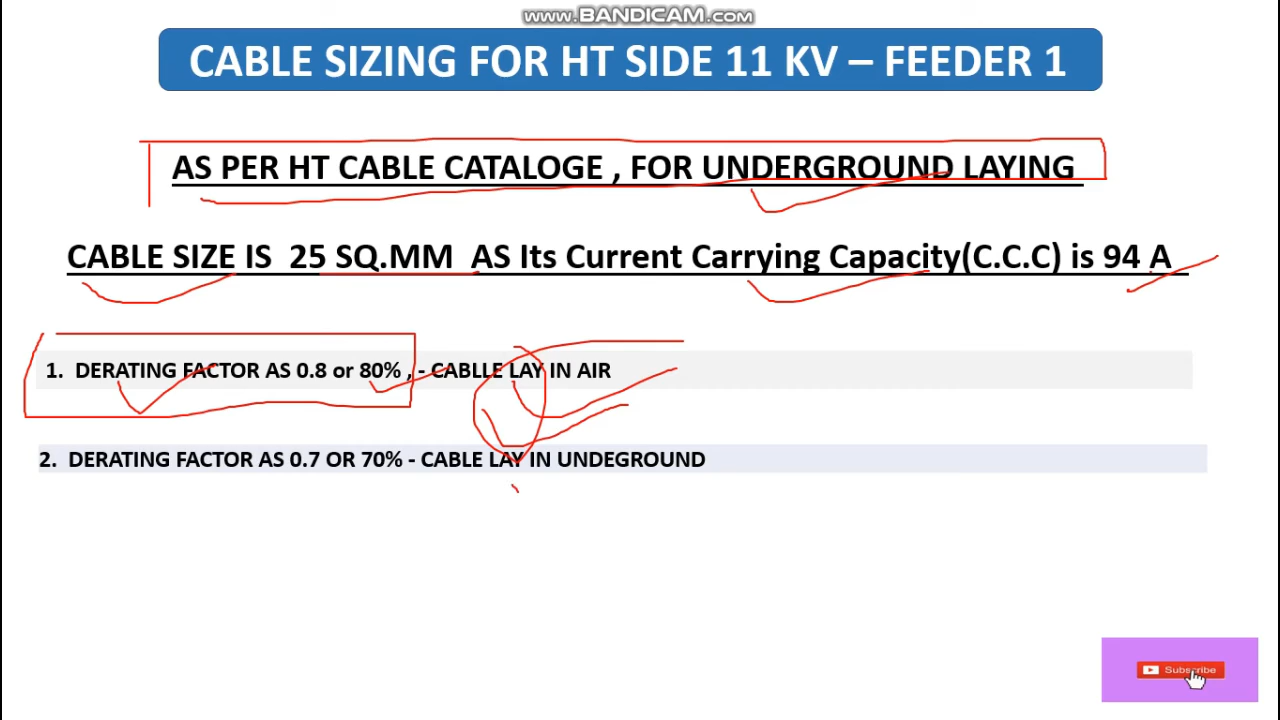 www.BANDICAM.com
CABLE SIZING FOR HT SIDE 11 KV – FEEDER 1
AS PER HT CABLE CATALOGE , FOR UNDERGROUND LAYING
CABLE SIZE IS 25 SQ.MM AS Its Current Carrying Capacity(C.C.C) is 94 A
1. DERATING FACTOR AS 0.8 or 80% , - CABLLE LAY IN AIR
2. DERATING FACTOR AS 0.7 OR 70% - CABLE LAY IN UNDEGROUND
Subscribe